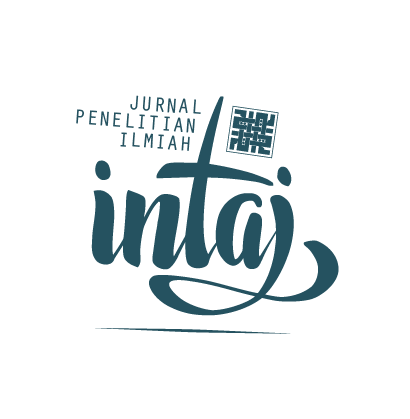 JURNAL
PENELITIAN
ILMIAH
intaj